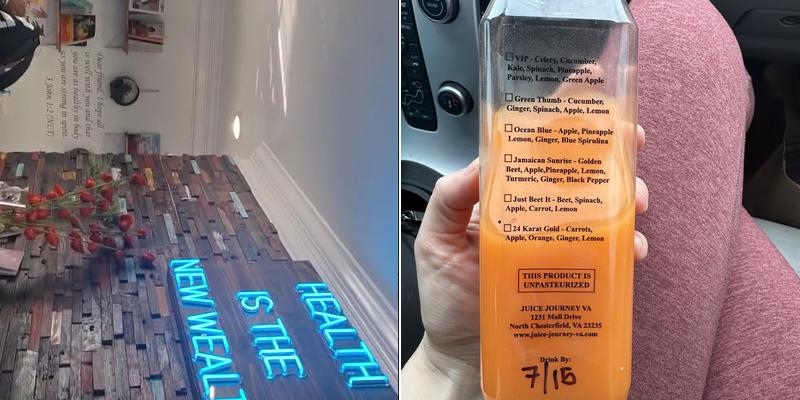 Dear friend, I hope all
is well with you and that
you are as healthy in body
as you are strong in spirit.
3 John 1:2 (NLT)
HEALTH
IS THE
NEW WEALT
VIP - Celery, Cucumber,
Kale, Spinach, Pineapple,
Parsley, Lemon, Green Apple
Green Thumb - Cucumber,
Ginger, Spinach, Apple, Lemon
Ocean Blue - Apple, Pineapple
Lemon, Ginger, Blue Spirulina
Jamaican Sunrise - Golden
Beet, Apple,Pineapple, Lemon,
Turmeric, Ginger, Black Pepper
Just Beet It - Beet, Spinach,
Apple, Carrot, Lemon
24 Karat Gold - Carrots,
Apple, Orange, Ginger, Lemon
THIS PRODUCT IS
UNPASTEURIZED
JUICE JOURNEY VA
1231 Mall Drive
North Chesterfield, VA 23235
www.juice-journey-va.com
Drink By:
7/15